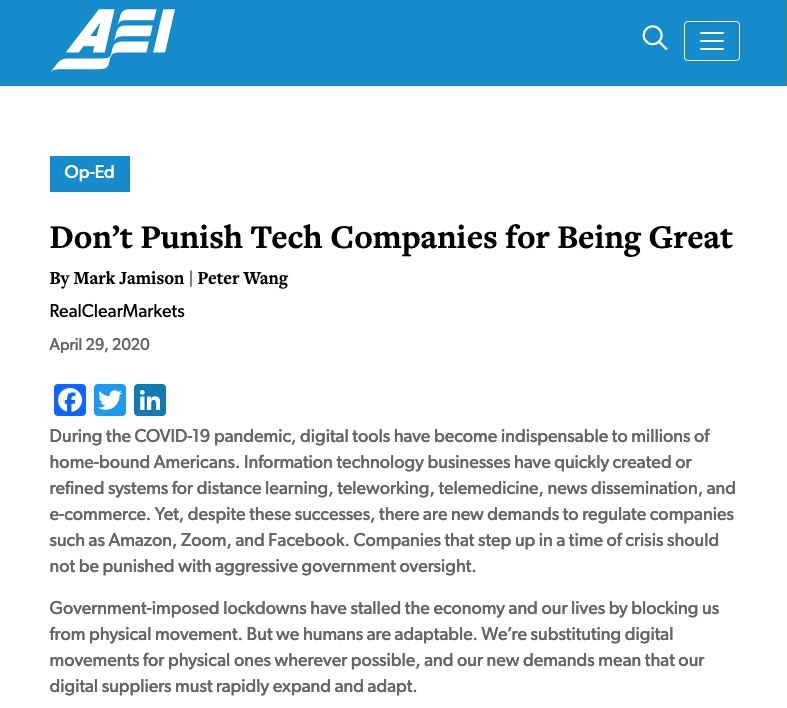 AEI
Op-Ed
Don’t Punish Tech Companies for Being Great
By Mark Jamison | Peter Wang
RealClearMarkets
April 29, 2020
During the COVID-19 pandemic, digital tools have become indispensable to millions of
home-bound Americans. Information technology businesses have quickly created or
refined systems for distance learning, teleworking, telemedicine, news dissemination, and
e-commerce. Yet, despite these successes, there are new demands to regulate companies
such as Amazon, Zoom, and Facebook. Companies that step up in a time of crisis should
not be punished with aggressive government oversight.
Government-imposed lockdowns have stalled the economy and our lives by blocking us
from physical movement. But we humans are adaptable. We’re substituting digital
movements for physical ones wherever possible, and our new demands mean that our
digital suppliers must rapidly expand and adapt.